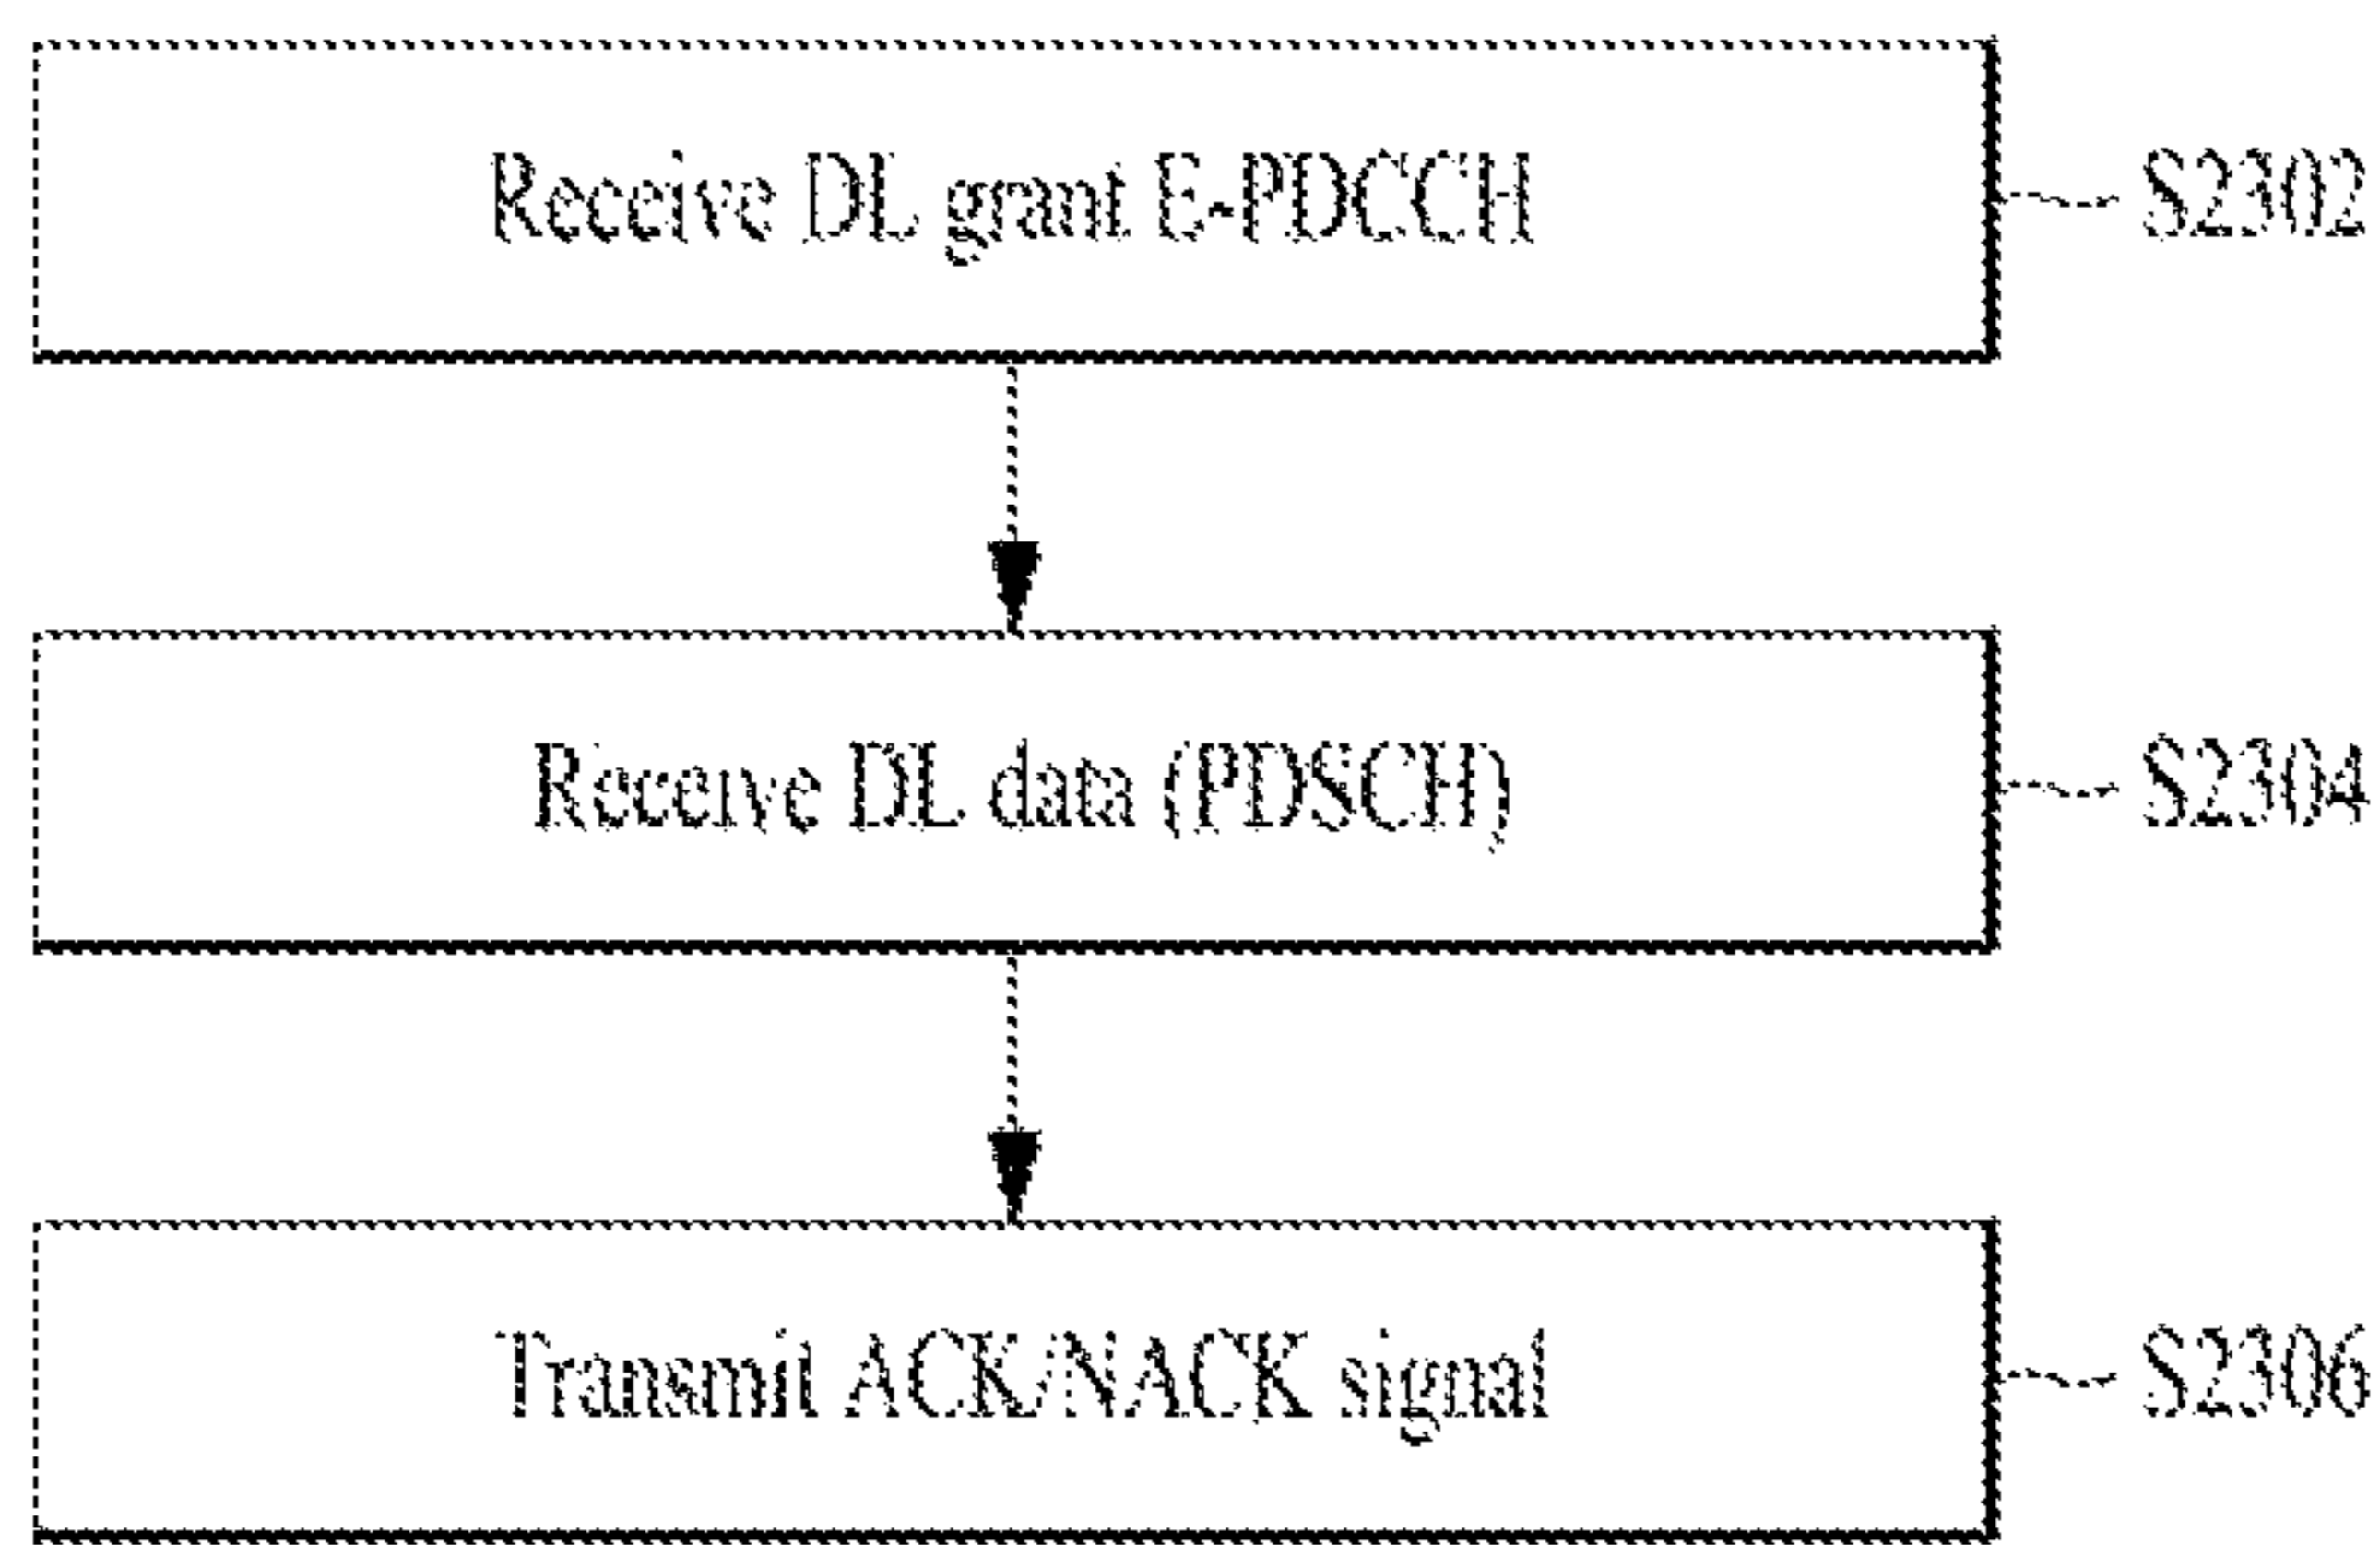 Receive DL grant E-PDCCH S2302
Receive DL data (PDSCH) S2304
Transmit ACK/NACK signal S2306